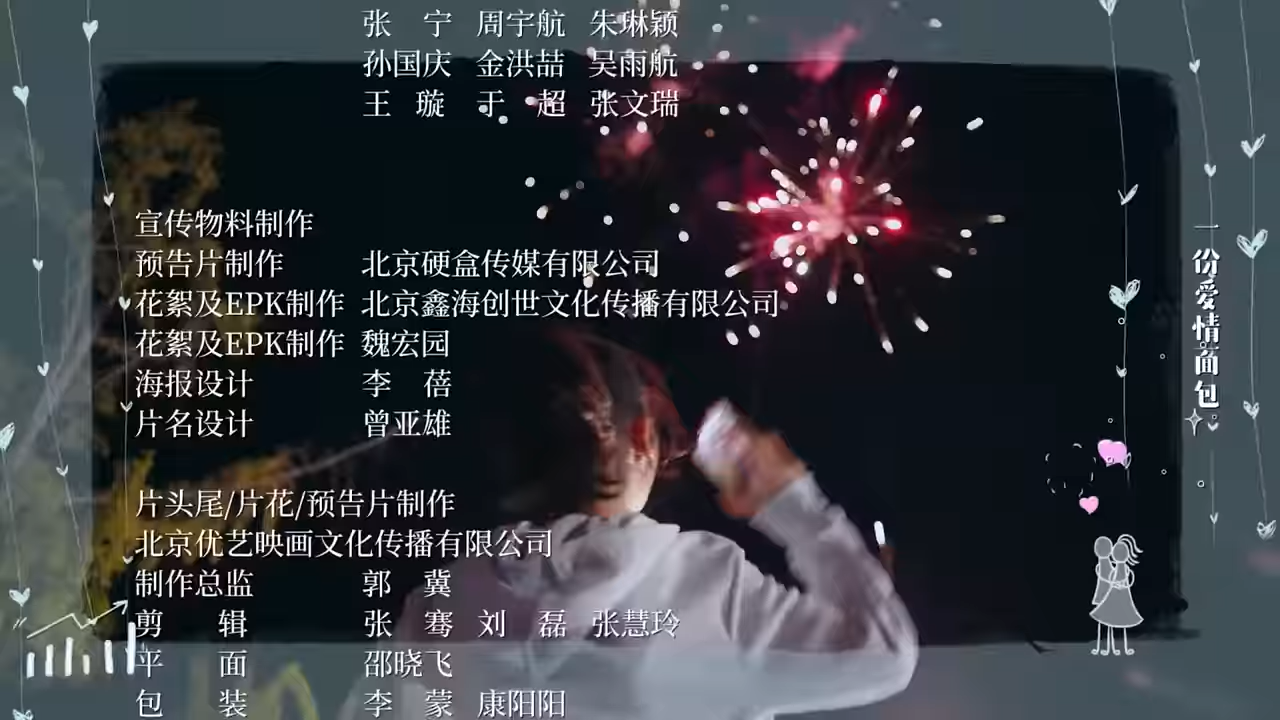 张 宁 周宇航 朱琳颖
孙国庆 金洪喆 吴雨航
王 璇 于 超 张文瑞
宣传物料制作
预告片制作 北京硬盒传媒有限公司
花絮及EPK制作 北京鑫海创世文化传播有限公司
花絮及EPK制作 魏宏园
海报设计 李 蓓
片名设计 曾亚雄
片头尾/片花/预告片制作
北京优艺映画文化传播有限公司
制作总监 郭 冀
剪 辑 张 骞 刘 磊 张慧玲
平 面 邵晓飞
包 装 李 蒙 康阳阳
一份爱情面包